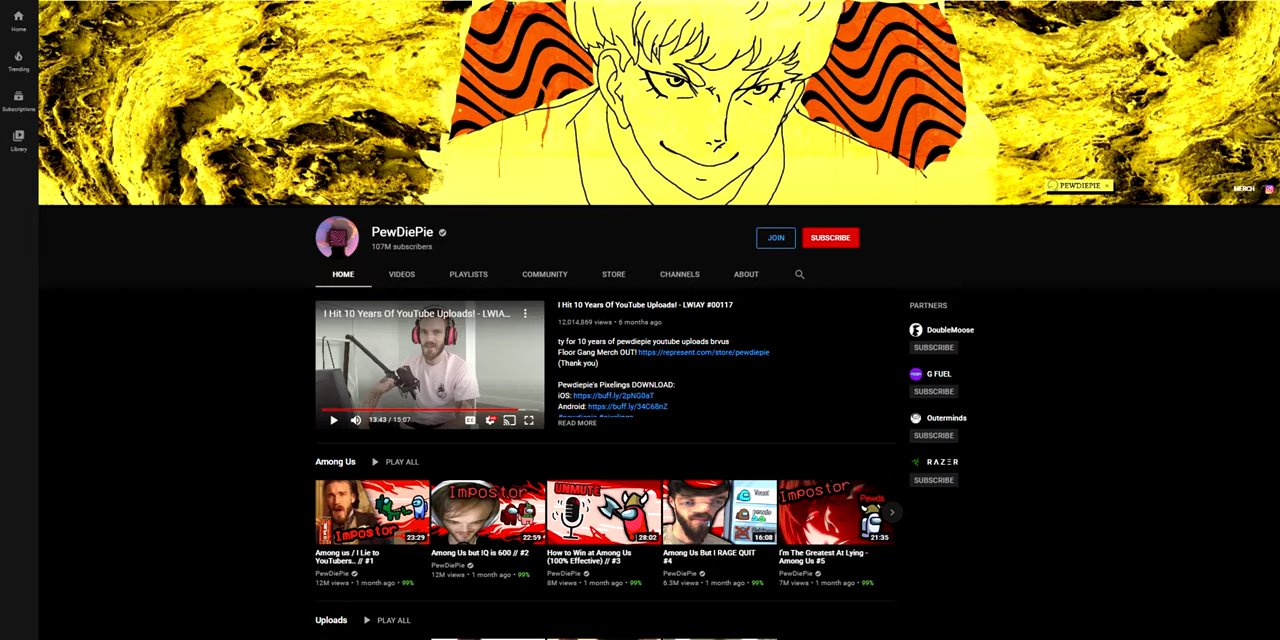 Home
Trending
Subscriptions
Library
PEWDIEPIE
MERCH
PewDiePie
107M subscribers
JOIN
SUBSCRIBE
HOME
VIDEOS
PLAYLISTS
COMMUNITY
STORE
CHANNELS
ABOUT
I Hit 10 Years Of YouTube Uploads! - LWIA...
13:43 / 15:07
I Hit 10 Years Of YouTube Uploads! - LWIAY #00117
12,014,869 views • 6 months ago
ty for 10 years of pewdiepie youtube uploads brvus
Floor Gang Merch OUT! https://represent.com/store/pewdiepie
(Thank you)
Pewdiepie's Pixelings DOWNLOAD:
iOS: https://buff.ly/2pNG0aT
Android: https://buff.ly/34C68nZ
READ MORE
PARTNERS
DoubleMoose
SUBSCRIBE
G FUEL
SUBSCRIBE
Outerminds
SUBSCRIBE
RAZER
SUBSCRIBE
Among Us
PLAY ALL
Impostor
23:29
Among us / I Lie to
YouTubers.. // #1
PewDiePie
12M views • 1 month ago • 99%
Impostor
22:59
Among Us but IQ is 600 // #2
PewDiePie
12M views • 1 month ago • 99%
UNMUTE
28:02
How to Win at Among Us
(100% Effective) // #3
PewDiePie
8M views • 1 month ago • 99%
Toast
16:08
Among Us But I RAGE QUIT
#4
PewDiePie
6.3M views • 1 month ago • 99%
Impostor
Pewds
21:35
I'm The Greatest At Lying -
Among Us #5
PewDiePie
7M views • 1 month ago • 99%
Uploads
PLAY ALL